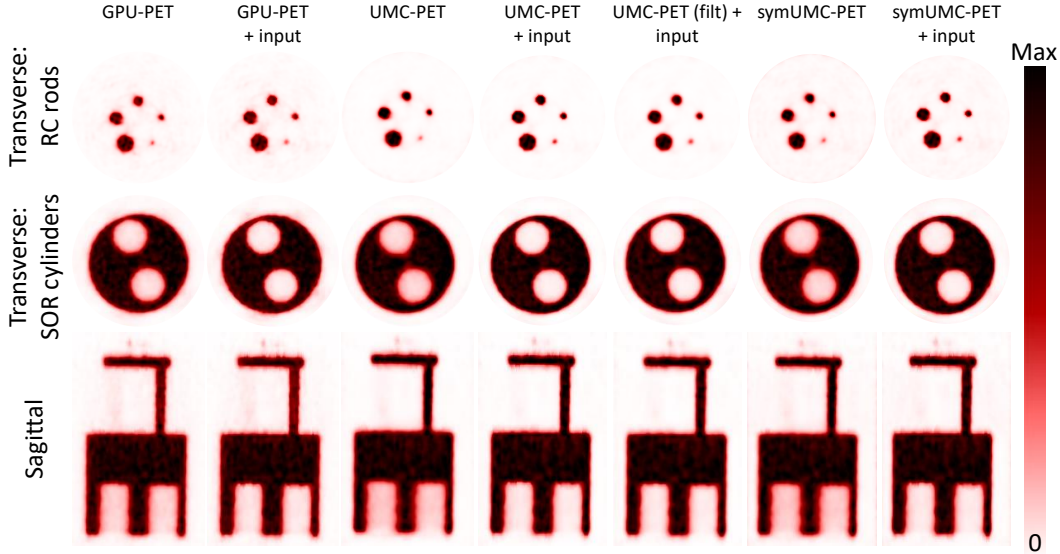 GPU-PET
GPU-PET
+ input
UMC-PET
UMC-PET
+ input
UMC-PET (filt) +
input
symUMC-PET
symUMC-PET
+ input
Max
Transverse:
RC rods
Transverse:
SOR cylinders
Sagittal
0